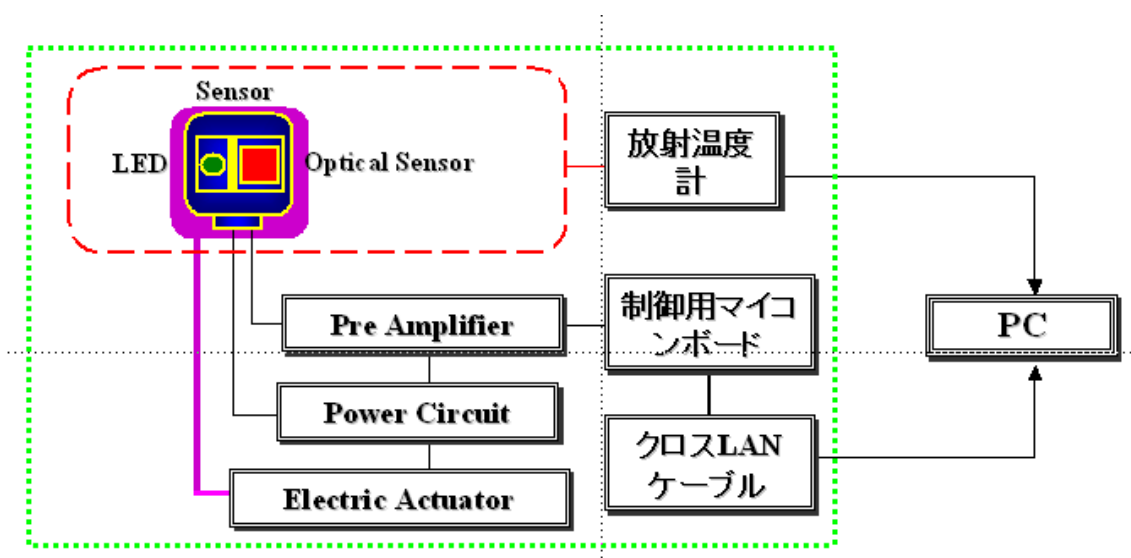 Sensor
LED
Optical Sensor
放射温度
計
Pre Amplifier
制御用マイコ
ンボード
PC
Power Circuit
クロスLAN
ケーブル
Electric Actuator